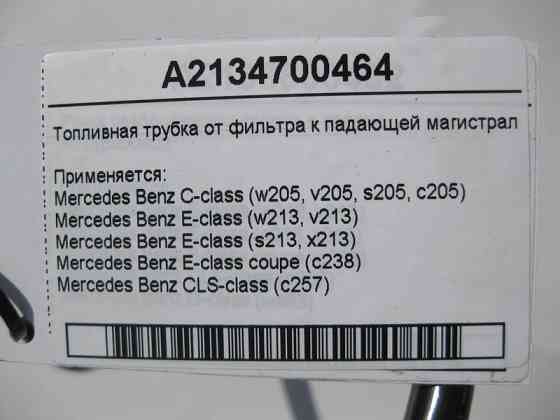 A2134700464
Топливная трубка от фильтра к падающей магистрал
Применяется:
Mercedes Benz C-class (w205, v205, s205, c205)
Mercedes Benz E-class (w213, v213)
Mercedes Benz E-class (s213, x213)
Mercedes Benz E-class coupe (c238)
Mercedes Benz CLS-class (c257)